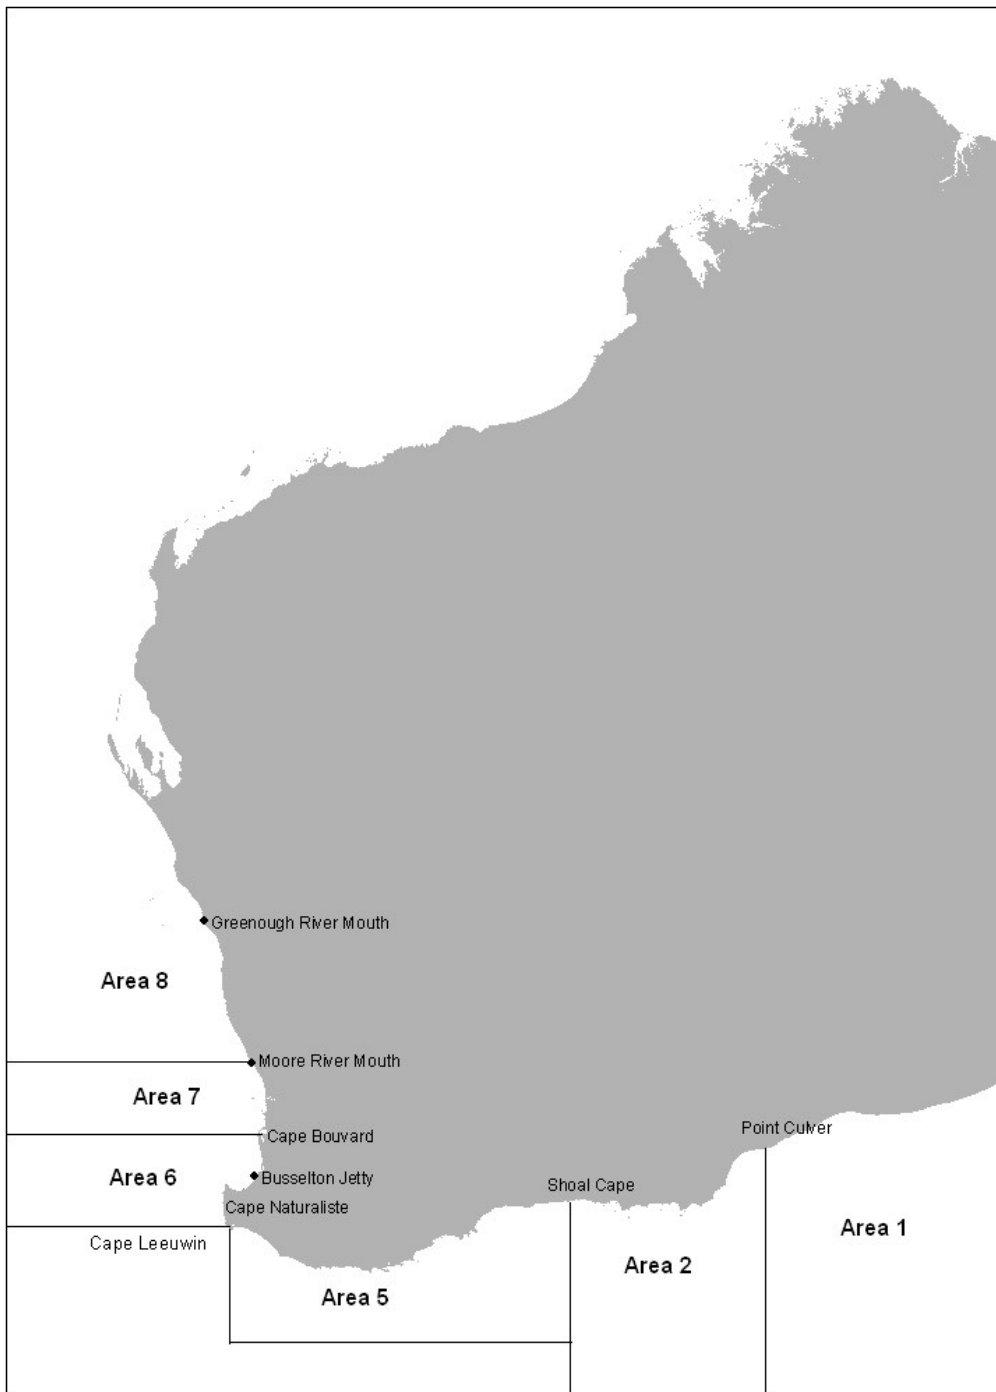 Greenough River Mouth
Area 8
Moore River Mouth
Area 7
Cape Bouvard
Point Culver
Area 6
Busselton Jetty
Shoal Cape
Cape Naturaliste
Area 1
Cape Leeuwin
Area 2
Area 5